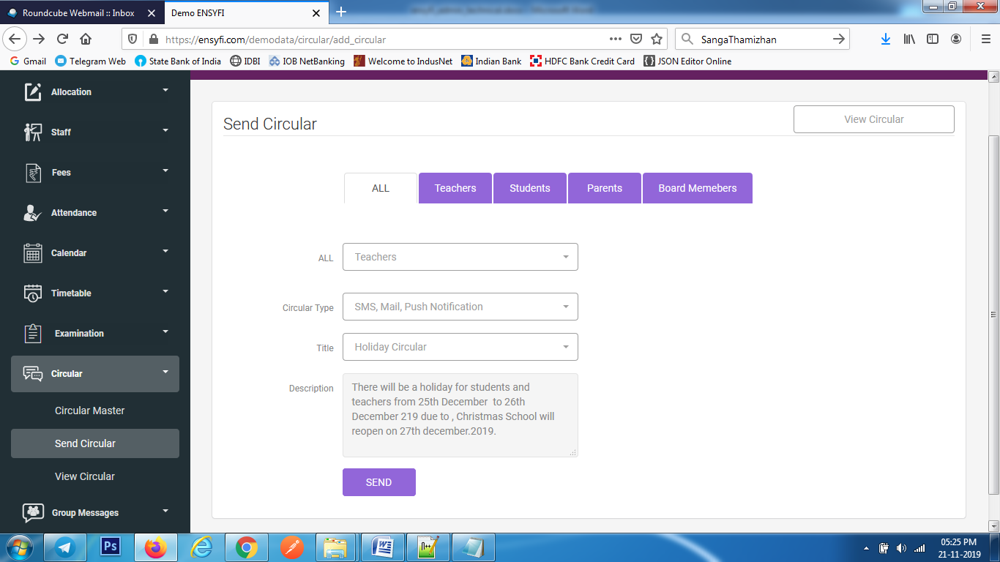 Roundcube Webmail :: Inbox
Demo ENSYFI
https://ensyfi.com/demodata/circular/add_circular
SangaThamizhan
Gmail
Telegram Web
State Bank of India
IDBI
IOB NetBanking
Welcome to IndusNet
Indian Bank
HDFC Bank Credit Card
JSON Editor Online
Allocation
Staff
Fees
Attendance
Calendar
Timetable
Examination
Circular
Circular Master
Send Circular
View Circular
Group Messages
Send Circular
View Circular
ALL
Teachers
Students
Parents
Board Memebers
ALL
Teachers
Circular Type
SMS, Mail, Push Notification
Title
Holiday Circular
Description
There will be a holiday for students and
teachers from 25th December  to 26th
December 219 due to , Christmas School will
reopen on 27th december.2019.
SEND
Ps
05:25 PM
21-11-2019